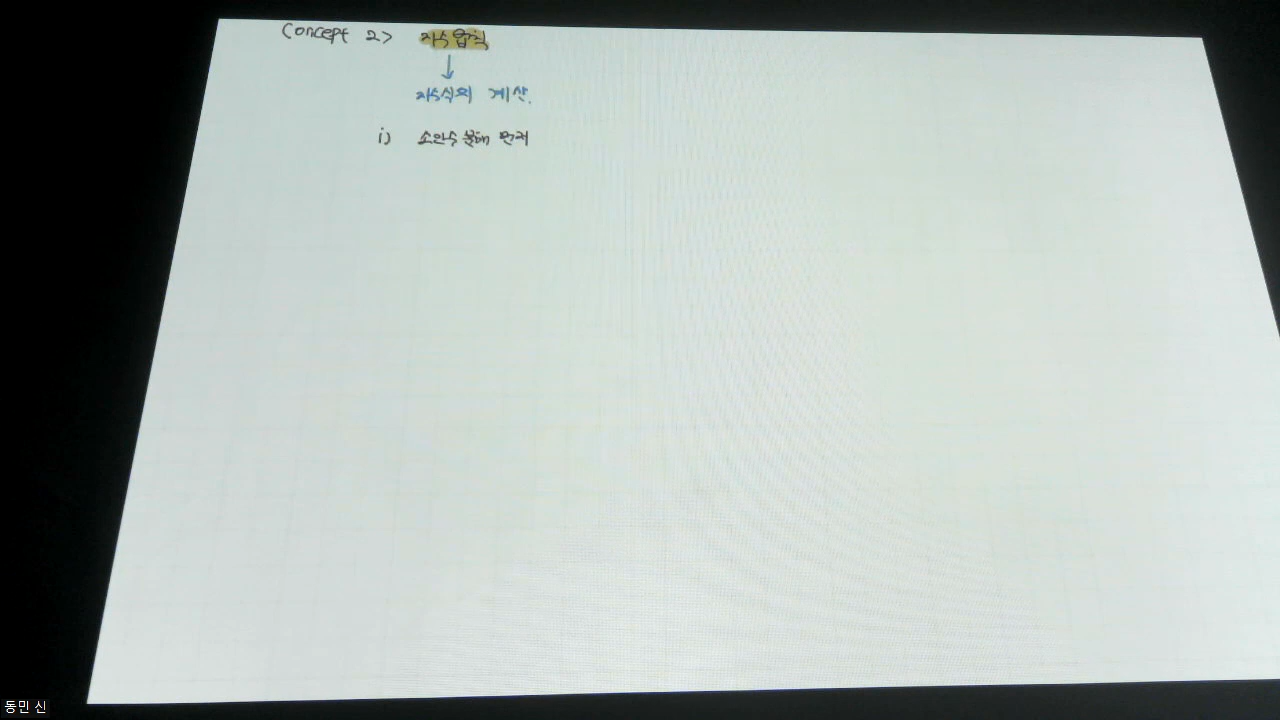 Concept 2> 지수법칙
↓
지수식의 계산.
i) 소인수분해 먼저
동민 신